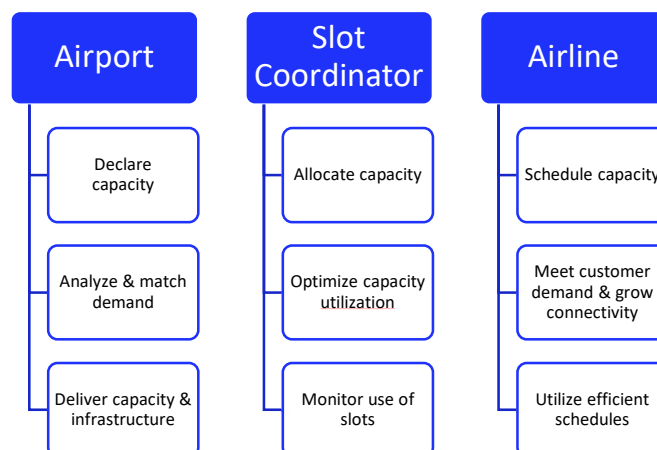 Airport
Declare
capacity
Analyze & match
demand
Deliver capacity &
infrastructure
Slot
Coordinator
Allocate capacity
Optimize capacity
utilization
Monitor use of
slots
Airline
Schedule capacity
Meet customer
demand & grow
connectivity
Utilize efficient
schedules